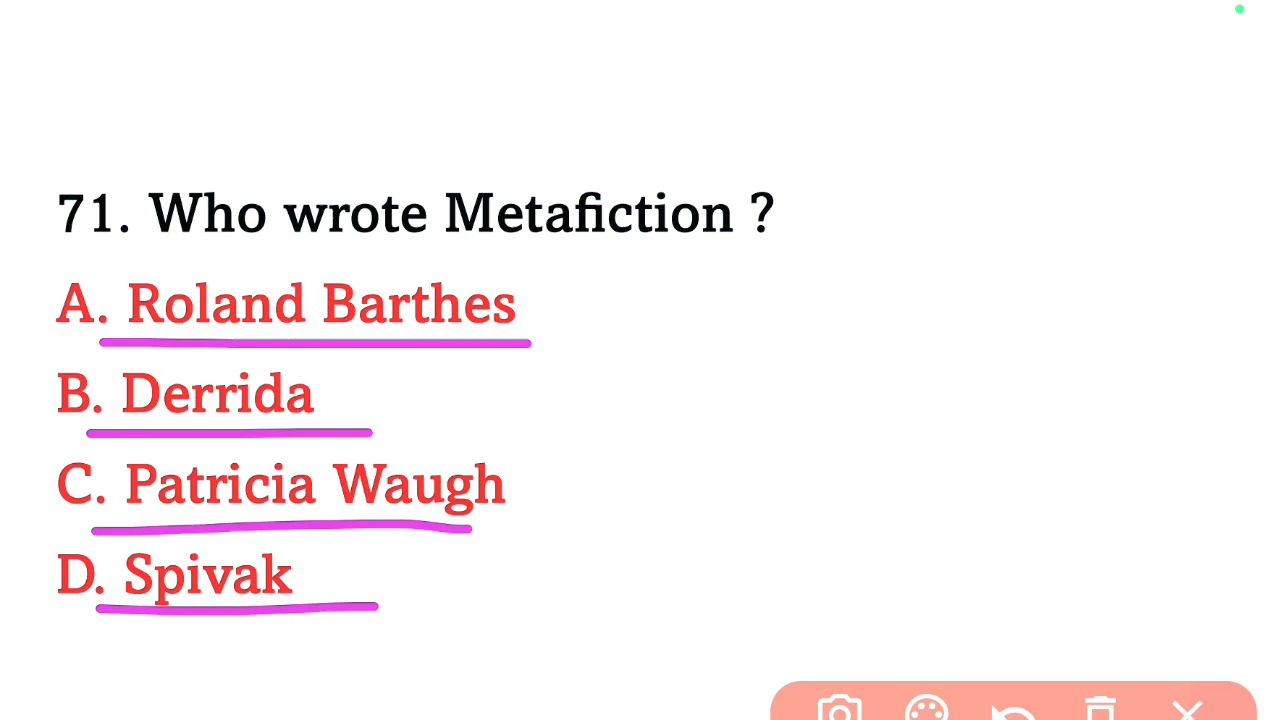 71. Who wrote Metafiction ?
A. Roland Barthes
B. Derrida
C. Patricia Waugh
D. Spivak